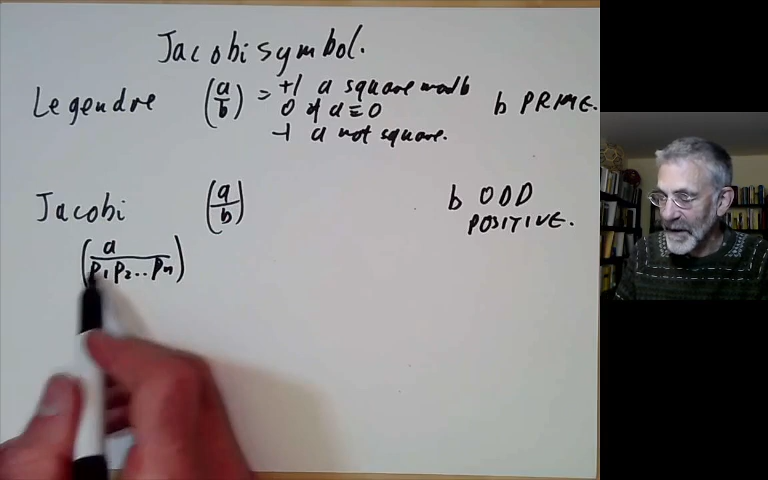 Jacobi symbol.
Legendre (a/b) = +1 a square mod b
0 if a ≡ 0
-1 a not square.
b PRIME.
Jacobi (a/b) b ODD
POSITIVE.
(a/p₁p₂..pₙ)